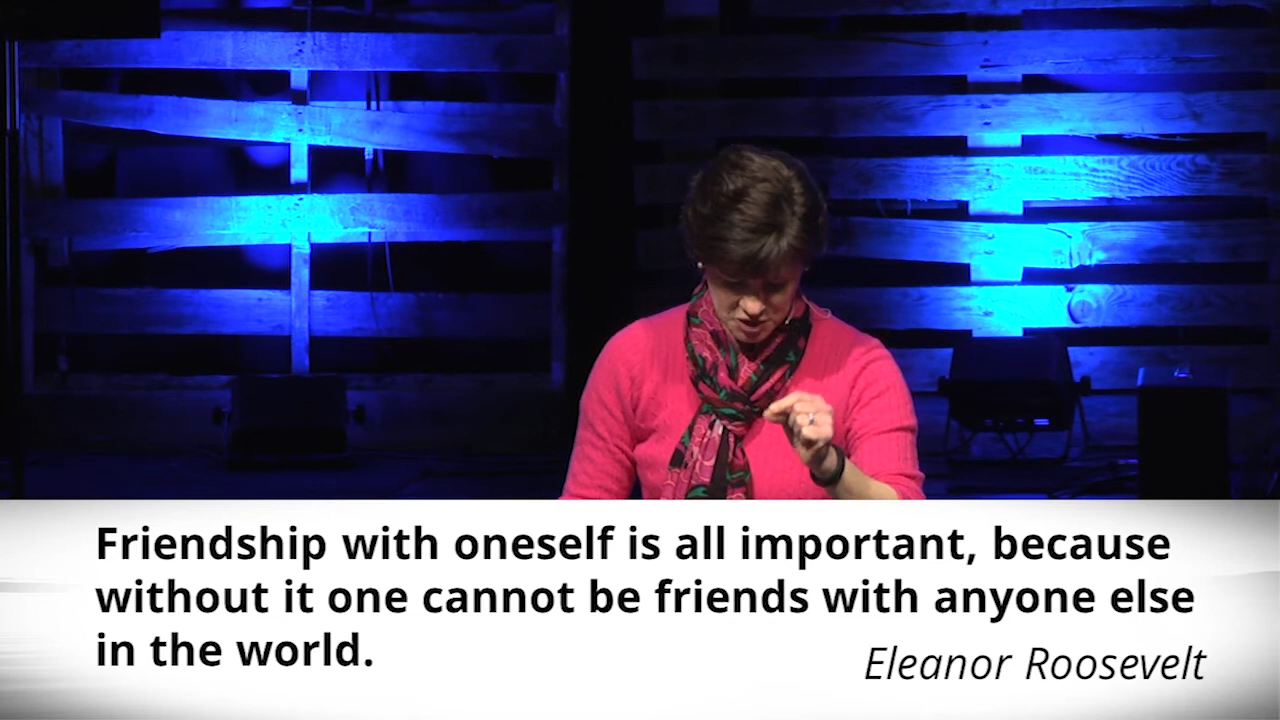 Friendship with oneself is all important, because
without it one cannot be friends with anyone else
in the world.
Eleanor Roosevelt